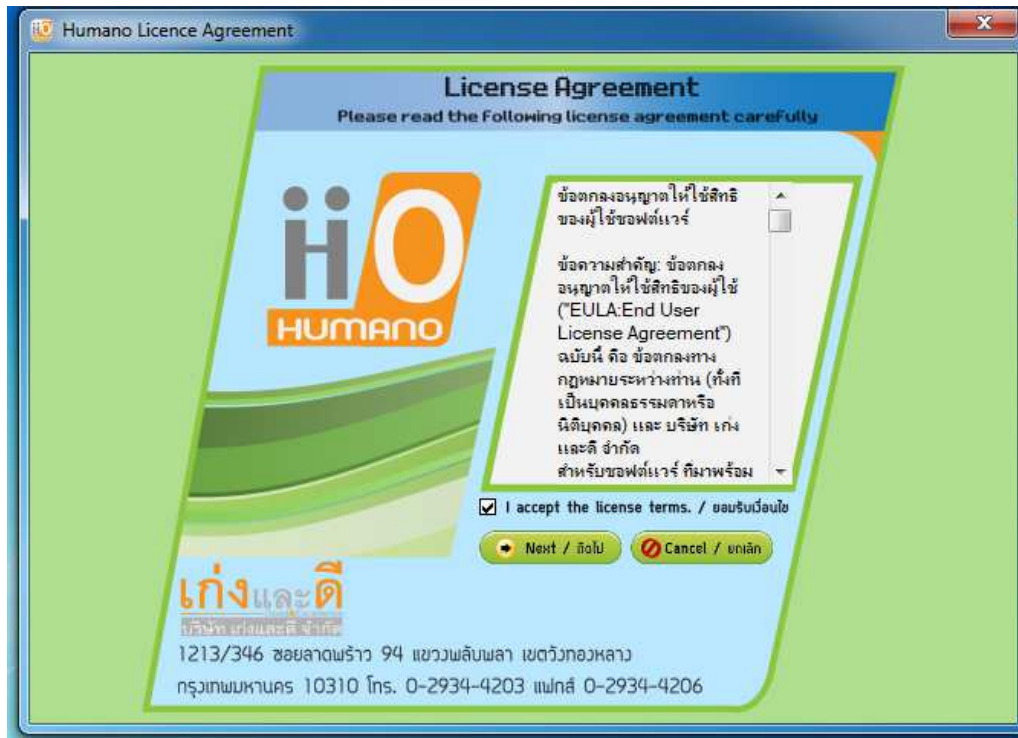 Humano Licence Agreement
License Agreement
Please read the Following license agreement carefully
HUMANO
ข้อตกลงอนุญาตให้ใช้สิทธิ
ของผู้ใช้ซอฟต์แวร์
ข้อความสำคัญ: ข้อตกลง
อนุญาตให้ใช้สิทธิของผู้ใช้
("EULA:End User
License Agreement")
ฉบับนี้ คือ ข้อตกลงทาง
กฎหมายระหว่างท่าน (ทั้งที่
เป็นบุคคลธรรมดาหรือ
นิติบุคคล) และ บริษัท เก่ง
และดี จำกัด
สำหรับซอฟต์แวร์ ที่มาพร้อม
I accept the license terms. / ยอมรับเงื่อนไข
Next / ถัดไป
Cancel / ยกเลิก
เก่งและดี
บริษัท เก่งและดี จำกัด
1213/346 ซอยลาดพร้าว 94 แขวงพลับพลา เขตวังทองหลาง
กรุงเทพมหานคร 10310 โทร. 0-2934-4203 แฟกส์ 0-2934-4206